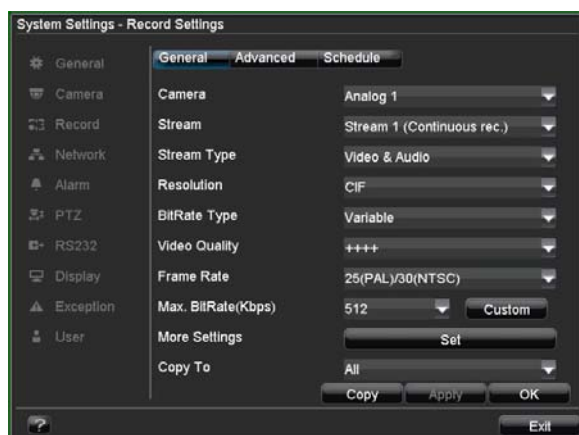 System Settings - Record Settings
General
Camera
Record
Network
Alarm
PTZ
RS232
Display
Exception
User
General Advanced Schedule
Camera Analog 1
Stream Stream 1 (Continuous rec.)
Stream Type Video & Audio
Resolution CIF
BitRate Type Variable
Video Quality ++++
Frame Rate 25(PAL)/30(NTSC)
Max. BitRate(Kbps) 512 Custom
More Settings Set
Copy To All
Copy Apply OK
? Exit